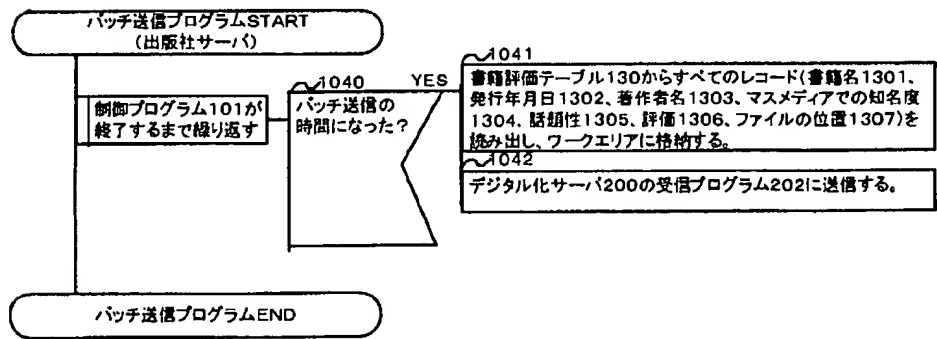 バッチ送信プログラムSTART
(出版社サーバ)
制御プログラム101が
終了するまで繰り返す
1040
YES
バッチ送信の
時間になった?
1041
書籍評価テーブル130からすべてのレコード(書籍名1301、
発行年月日1302、著作者名1303、マスメディアでの知名度
1304、話題性1305、評価1306、ファイルの位置1307)を
読み出し、ワークエリアに格納する。
1042
デジタル化サーバ200の受信プログラム202に送信する。
バッチ送信プログラムEND